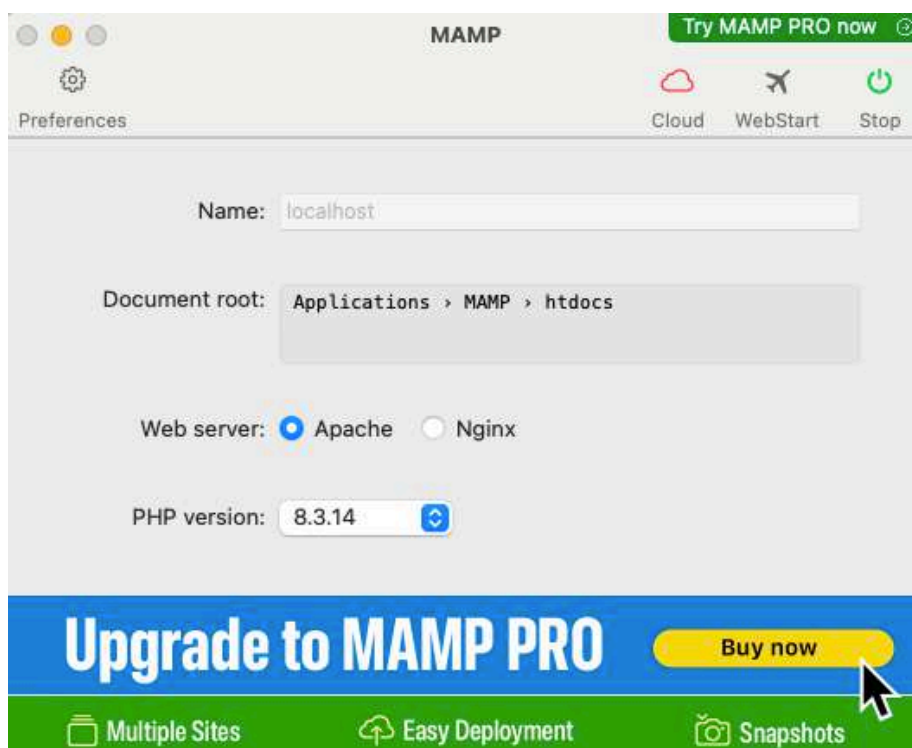 MAMP
Try MAMP PRO now
Preferences
Cloud
WebStart
Stop
Name: localhost
Document root: Applications › MAMP › htdocs
Web server: Apache Nginx
PHP version: 8.3.14
Upgrade to MAMP PRO
Buy now
Multiple Sites
Easy Deployment
Snapshots